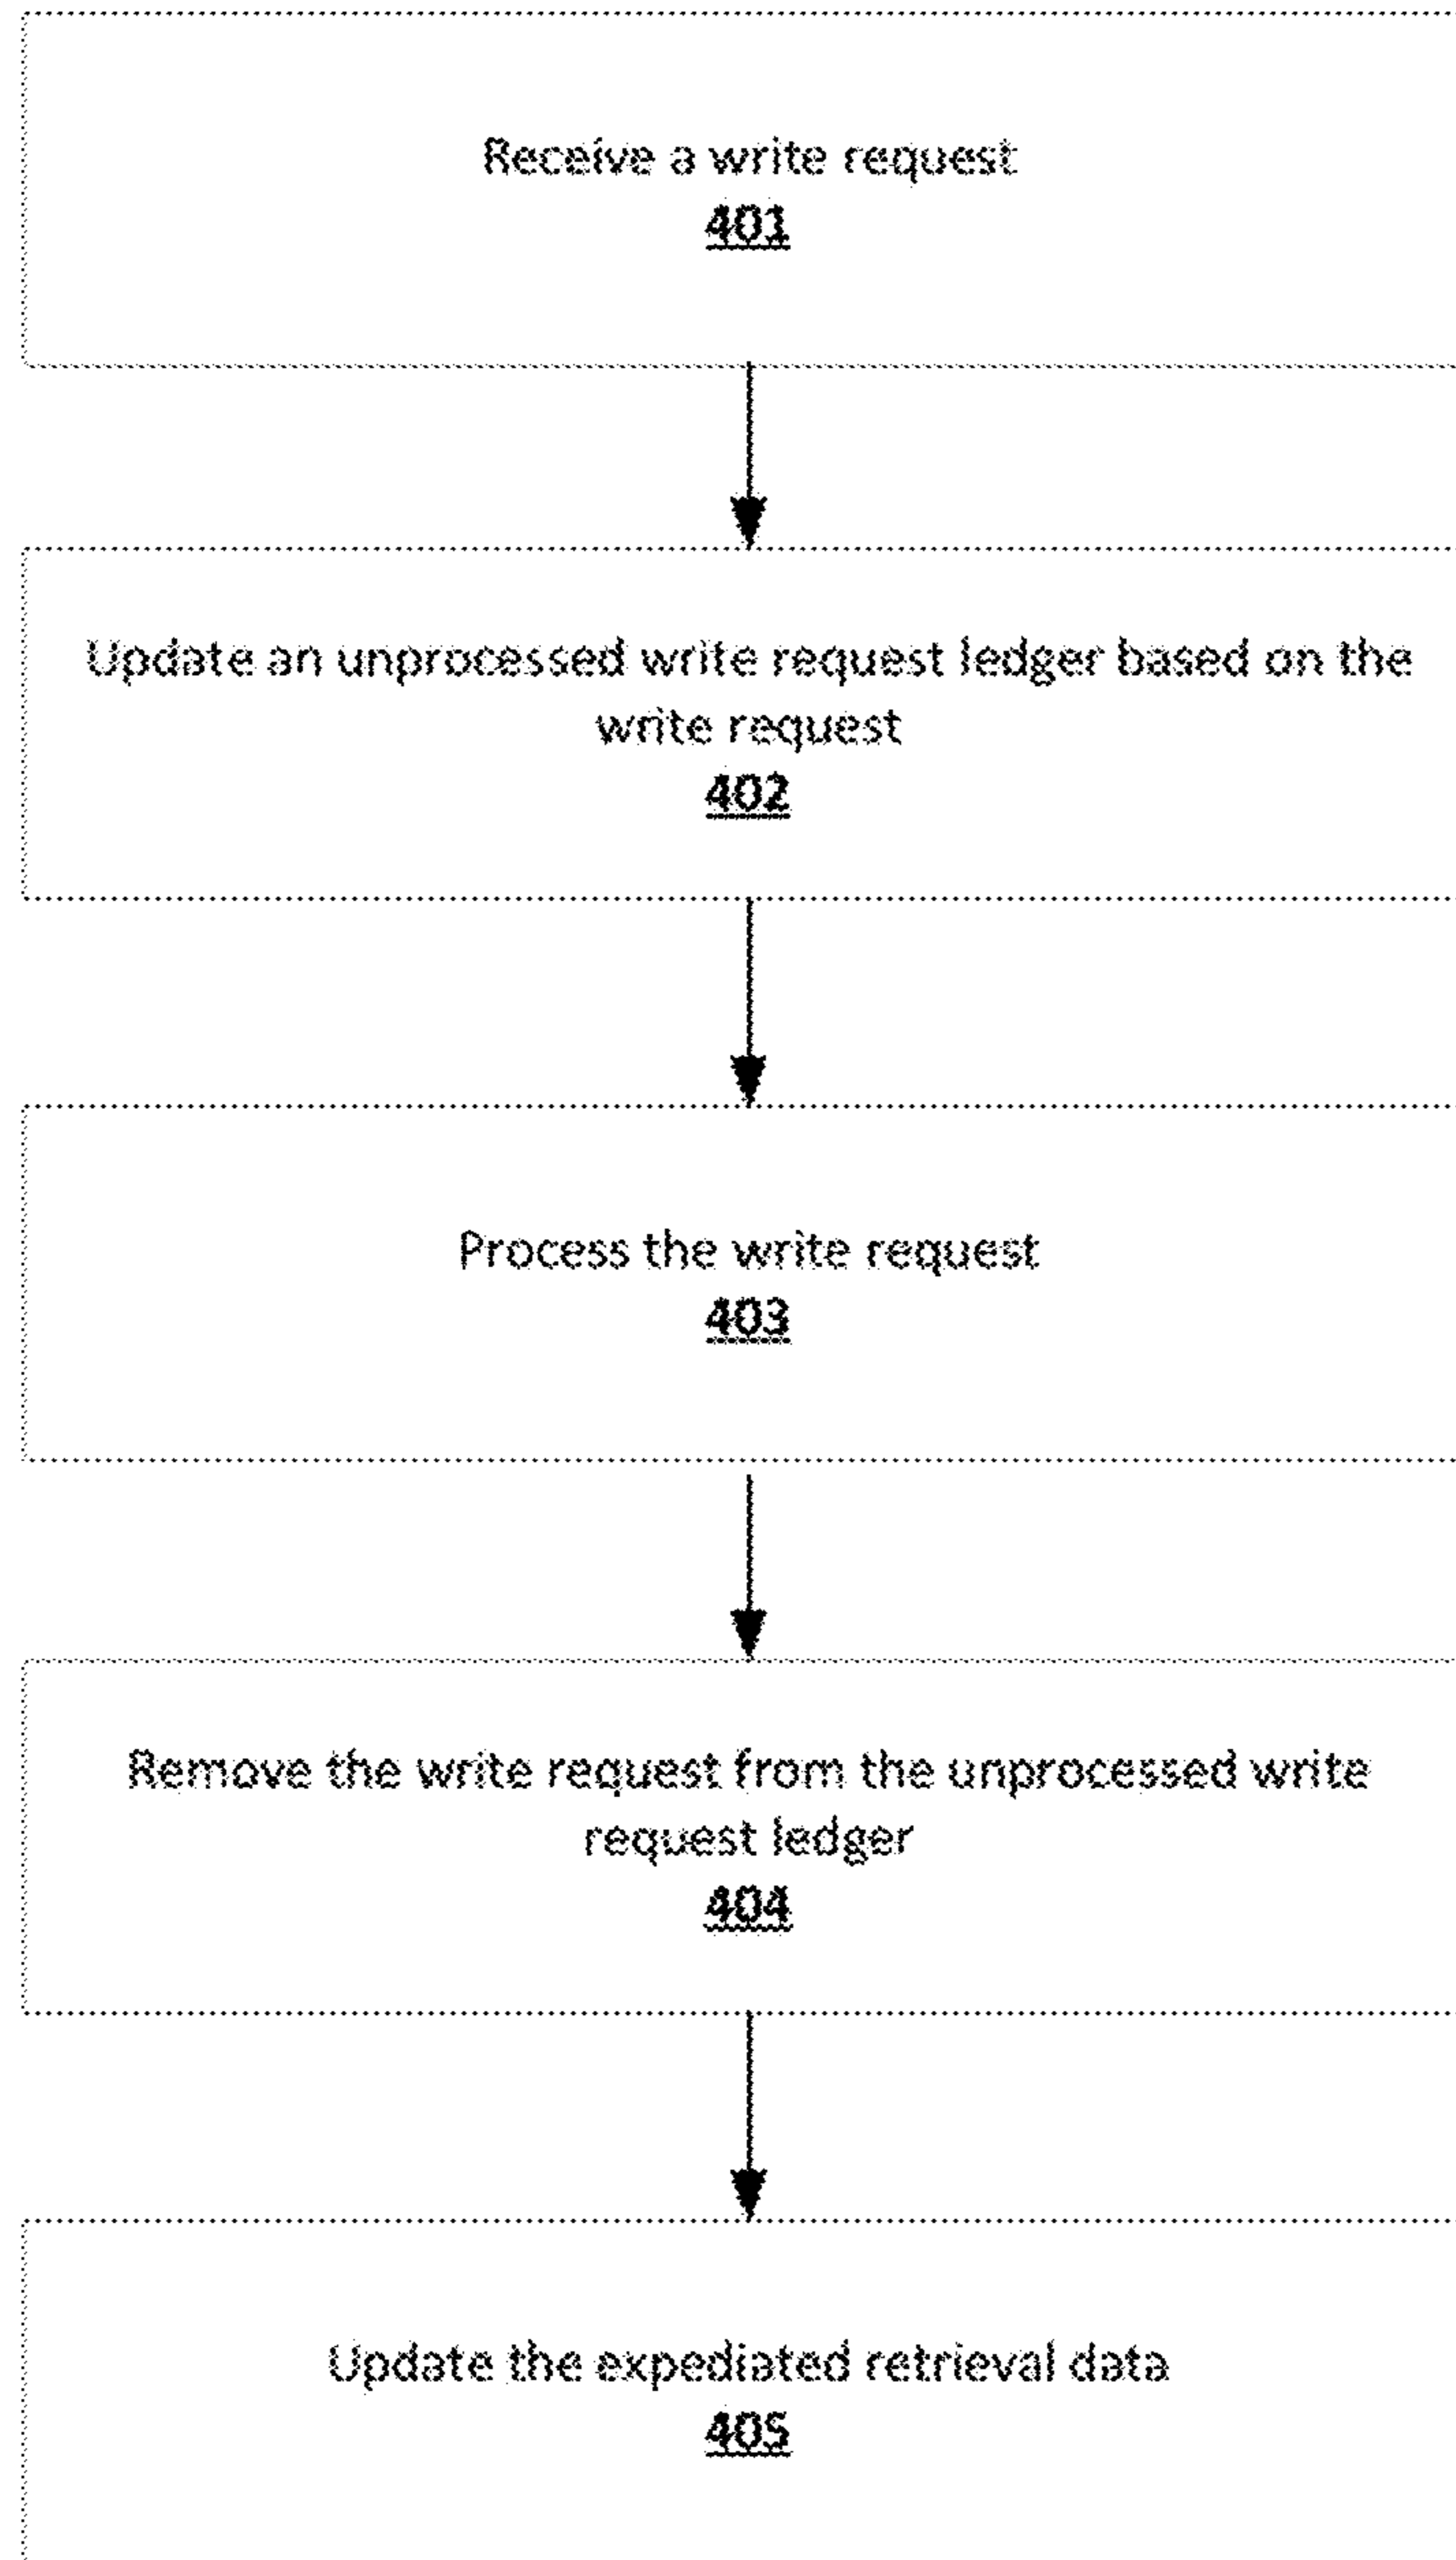 Receive a write request
401
Update an unprocessed write request ledger based on the
write request
402
Process the write request
403
Remove the write request from the unprocessed write
request ledger
404
Update the expediated retrieval data
405